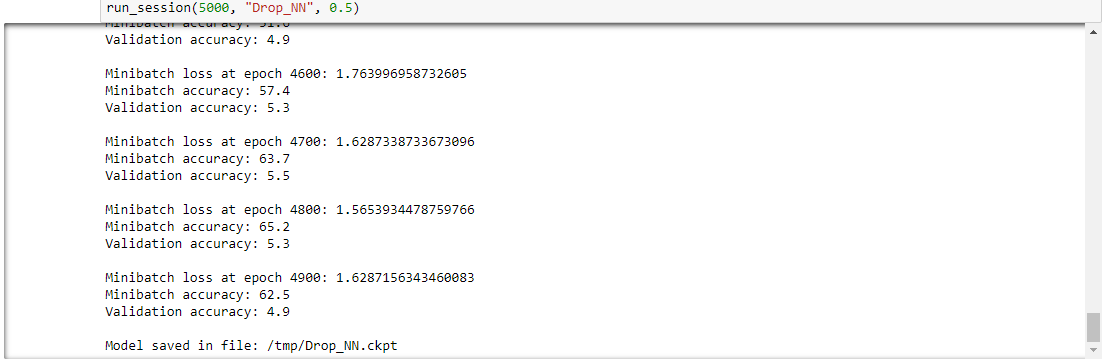 run_session(5000, "Drop_NN", 0.5)
Minibatch accuracy: 51.6
Validation accuracy: 4.9
Minibatch loss at epoch 4600: 1.763996958732605
Minibatch accuracy: 57.4
Validation accuracy: 5.3
Minibatch loss at epoch 4700: 1.6287338733673096
Minibatch accuracy: 63.7
Validation accuracy: 5.5
Minibatch loss at epoch 4800: 1.5653934478759766
Minibatch accuracy: 65.2
Validation accuracy: 5.3
Minibatch loss at epoch 4900: 1.6287156343460083
Minibatch accuracy: 62.5
Validation accuracy: 4.9
Model saved in file: /tmp/Drop_NN.ckpt